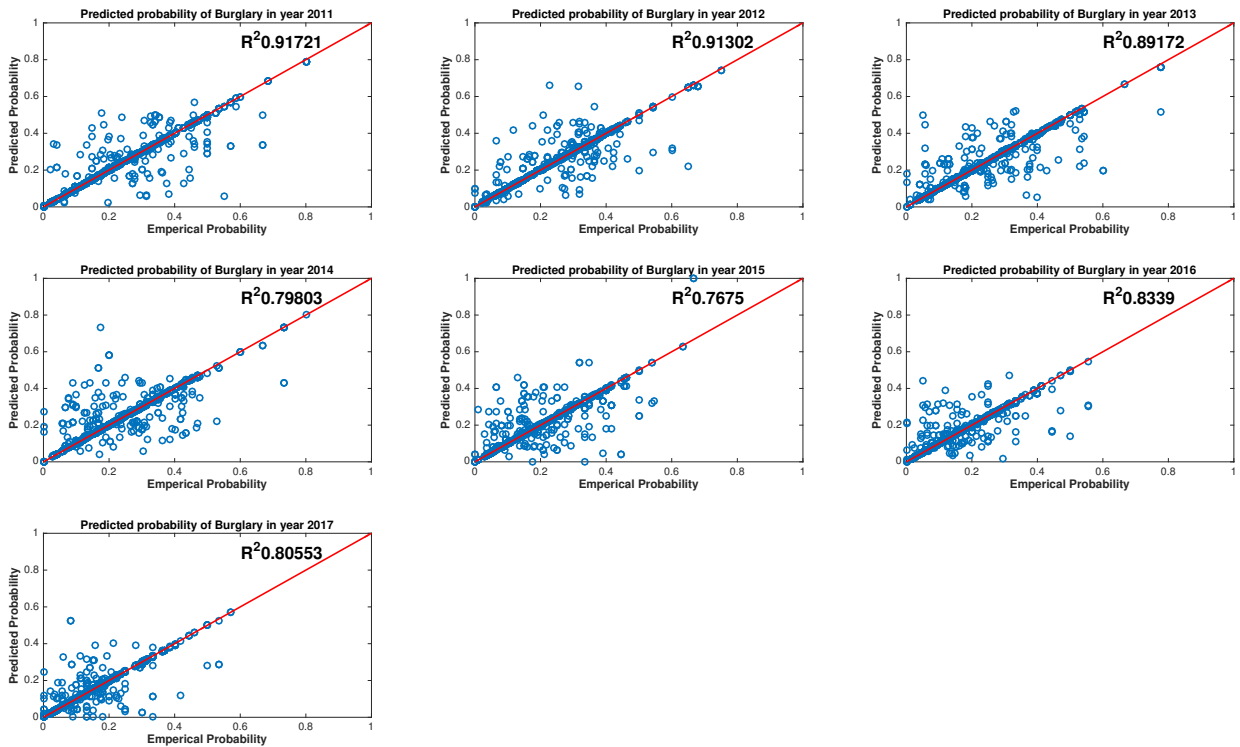 Predicted probability of Burglary in year 2011
R²0.91721
1
0.8
0.6
0.4
0.2
0
Predicted Probability
0 0.2 0.4 0.6 0.8 1
Emperical Probability
Predicted probability of Burglary in year 2012
R²0.91302
1
0.8
0.6
0.4
0.2
0
Predicted Probability
0 0.2 0.4 0.6 0.8 1
Emperical Probability
Predicted probability of Burglary in year 2013
R²0.89172
1
0.8
0.6
0.4
0.2
0
Predicted Probability
0 0.2 0.4 0.6 0.8 1
Emperical Probability
Predicted probability of Burglary in year 2014
R²0.79803
1
0.8
0.6
0.4
0.2
0
Predicted Probability
0 0.2 0.4 0.6 0.8 1
Emperical Probability
Predicted probability of Burglary in year 2015
R²0.7675
1
0.8
0.6
0.4
0.2
0
Predicted Probability
0 0.2 0.4 0.6 0.8 1
Emperical Probability
Predicted probability of Burglary in year 2016
R²0.8339
1
0.8
0.6
0.4
0.2
0
Predicted Probability
0 0.2 0.4 0.6 0.8 1
Emperical Probability
Predicted probability of Burglary in year 2017
R²0.80553
1
0.8
0.6
0.4
0.2
0
Predicted Probability
0 0.2 0.4 0.6 0.8 1
Emperical Probability